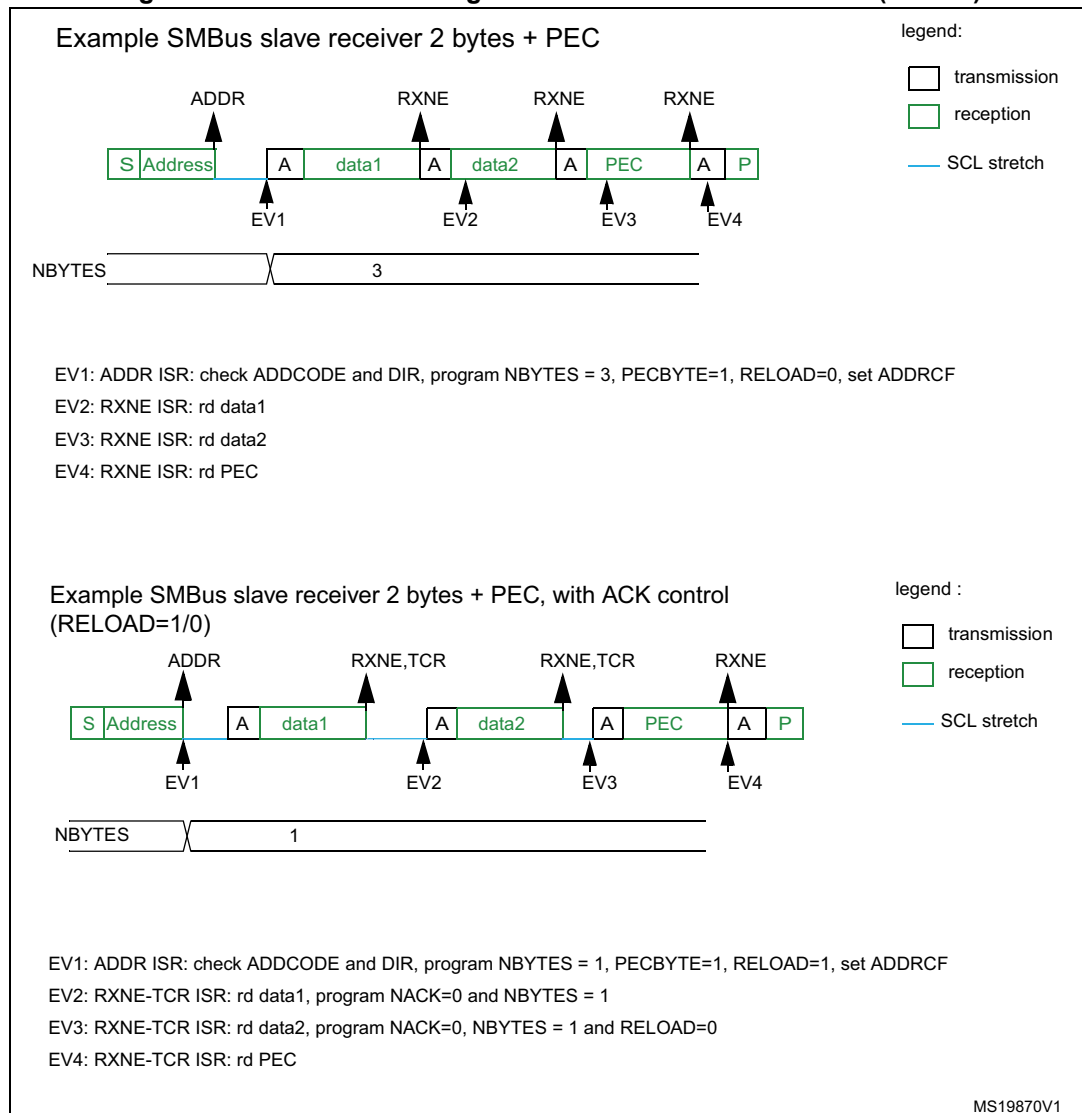 Example SMBus slave receiver 2 bytes + PEC
legend:
transmission
reception
SCL stretch
ADDR RXNE RXNE RXNE
S Address A data1 A data2 A PEC A P
EV1 EV2 EV3 EV4
NBYTES 3
EV1: ADDR ISR: check ADDCODE and DIR, program NBYTES = 3, PECBYTE=1, RELOAD=0, set ADDRCF
EV2: RXNE ISR: rd data1
EV3: RXNE ISR: rd data2
EV4: RXNE ISR: rd PEC
Example SMBus slave receiver 2 bytes + PEC, with ACK control
(RELOAD=1/0)
legend :
transmission
reception
SCL stretch
ADDR RXNE,TCR RXNE,TCR RXNE
S Address A data1 A data2 A PEC A P
EV1 EV2 EV3 EV4
NBYTES 1
EV1: ADDR ISR: check ADDCODE and DIR, program NBYTES = 1, PECBYTE=1, RELOAD=1, set ADDRCF
EV2: RXNE-TCR ISR: rd data1, program NACK=0 and NBYTES = 1
EV3: RXNE-TCR ISR: rd data2, program NACK=0, NBYTES = 1 and RELOAD=0
EV4: RXNE-TCR ISR: rd PEC
MS19870V1